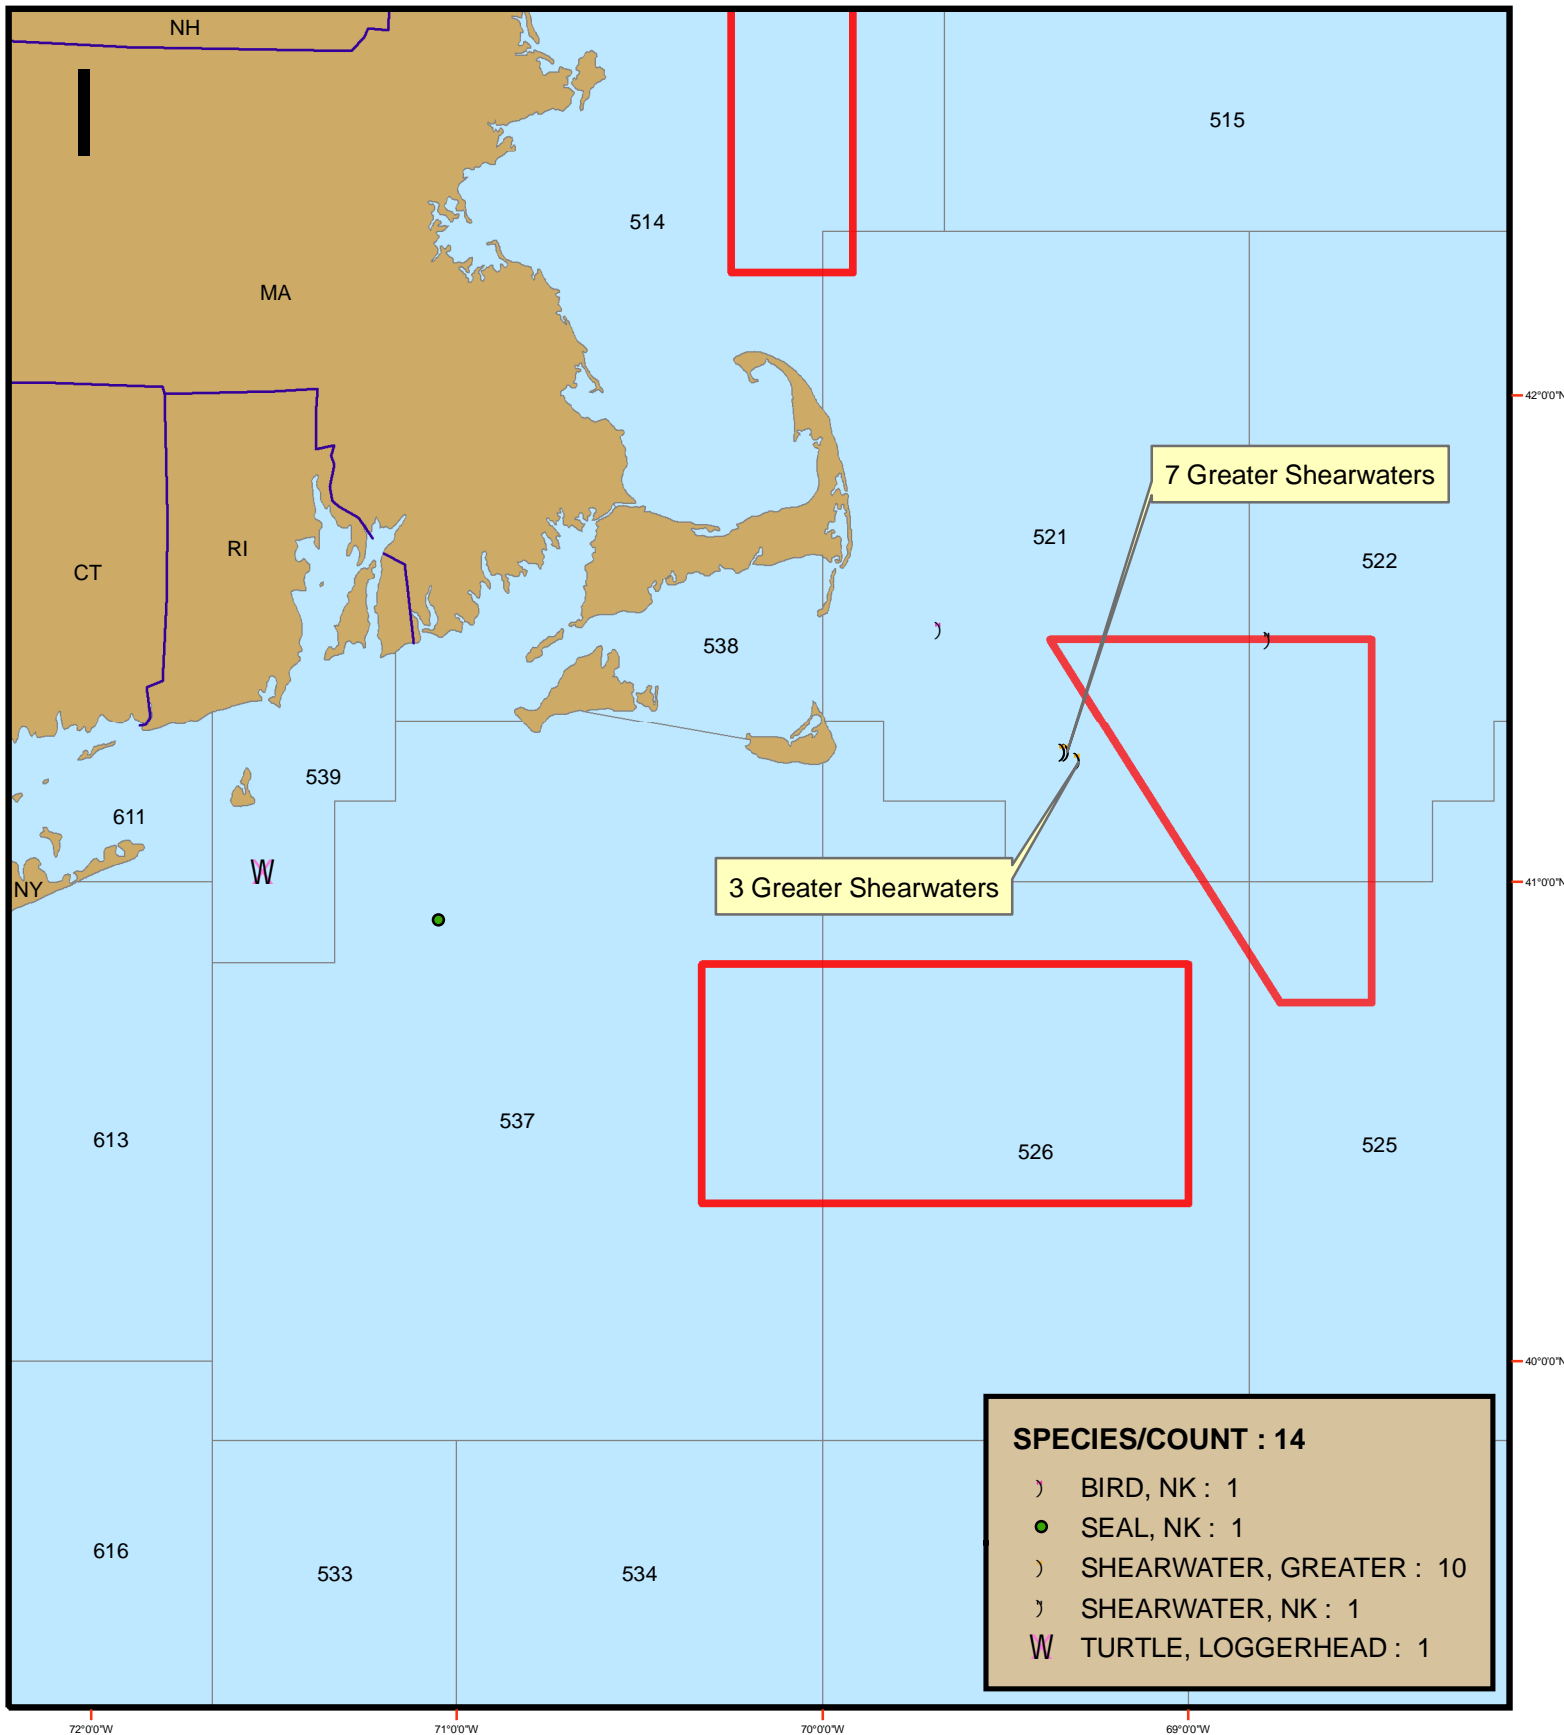 NH
515
514
MA
42°0'0"N
7 Greater Shearwaters
521
RI
522
CT
538
539
611
41°0'0"N
NY
3 Greater Shearwaters
537
613
525
526
40°0'0"N
SPECIES/COUNT : 14
BIRD, NK : 1
SEAL, NK : 1
616
SHEARWATER, GREATER : 10
533
534
SHEARWATER, NK : 1
TURTLE, LOGGERHEAD : 1
72°0'0"W
71°0'0"W
70°0'0"W
69°0'0"W